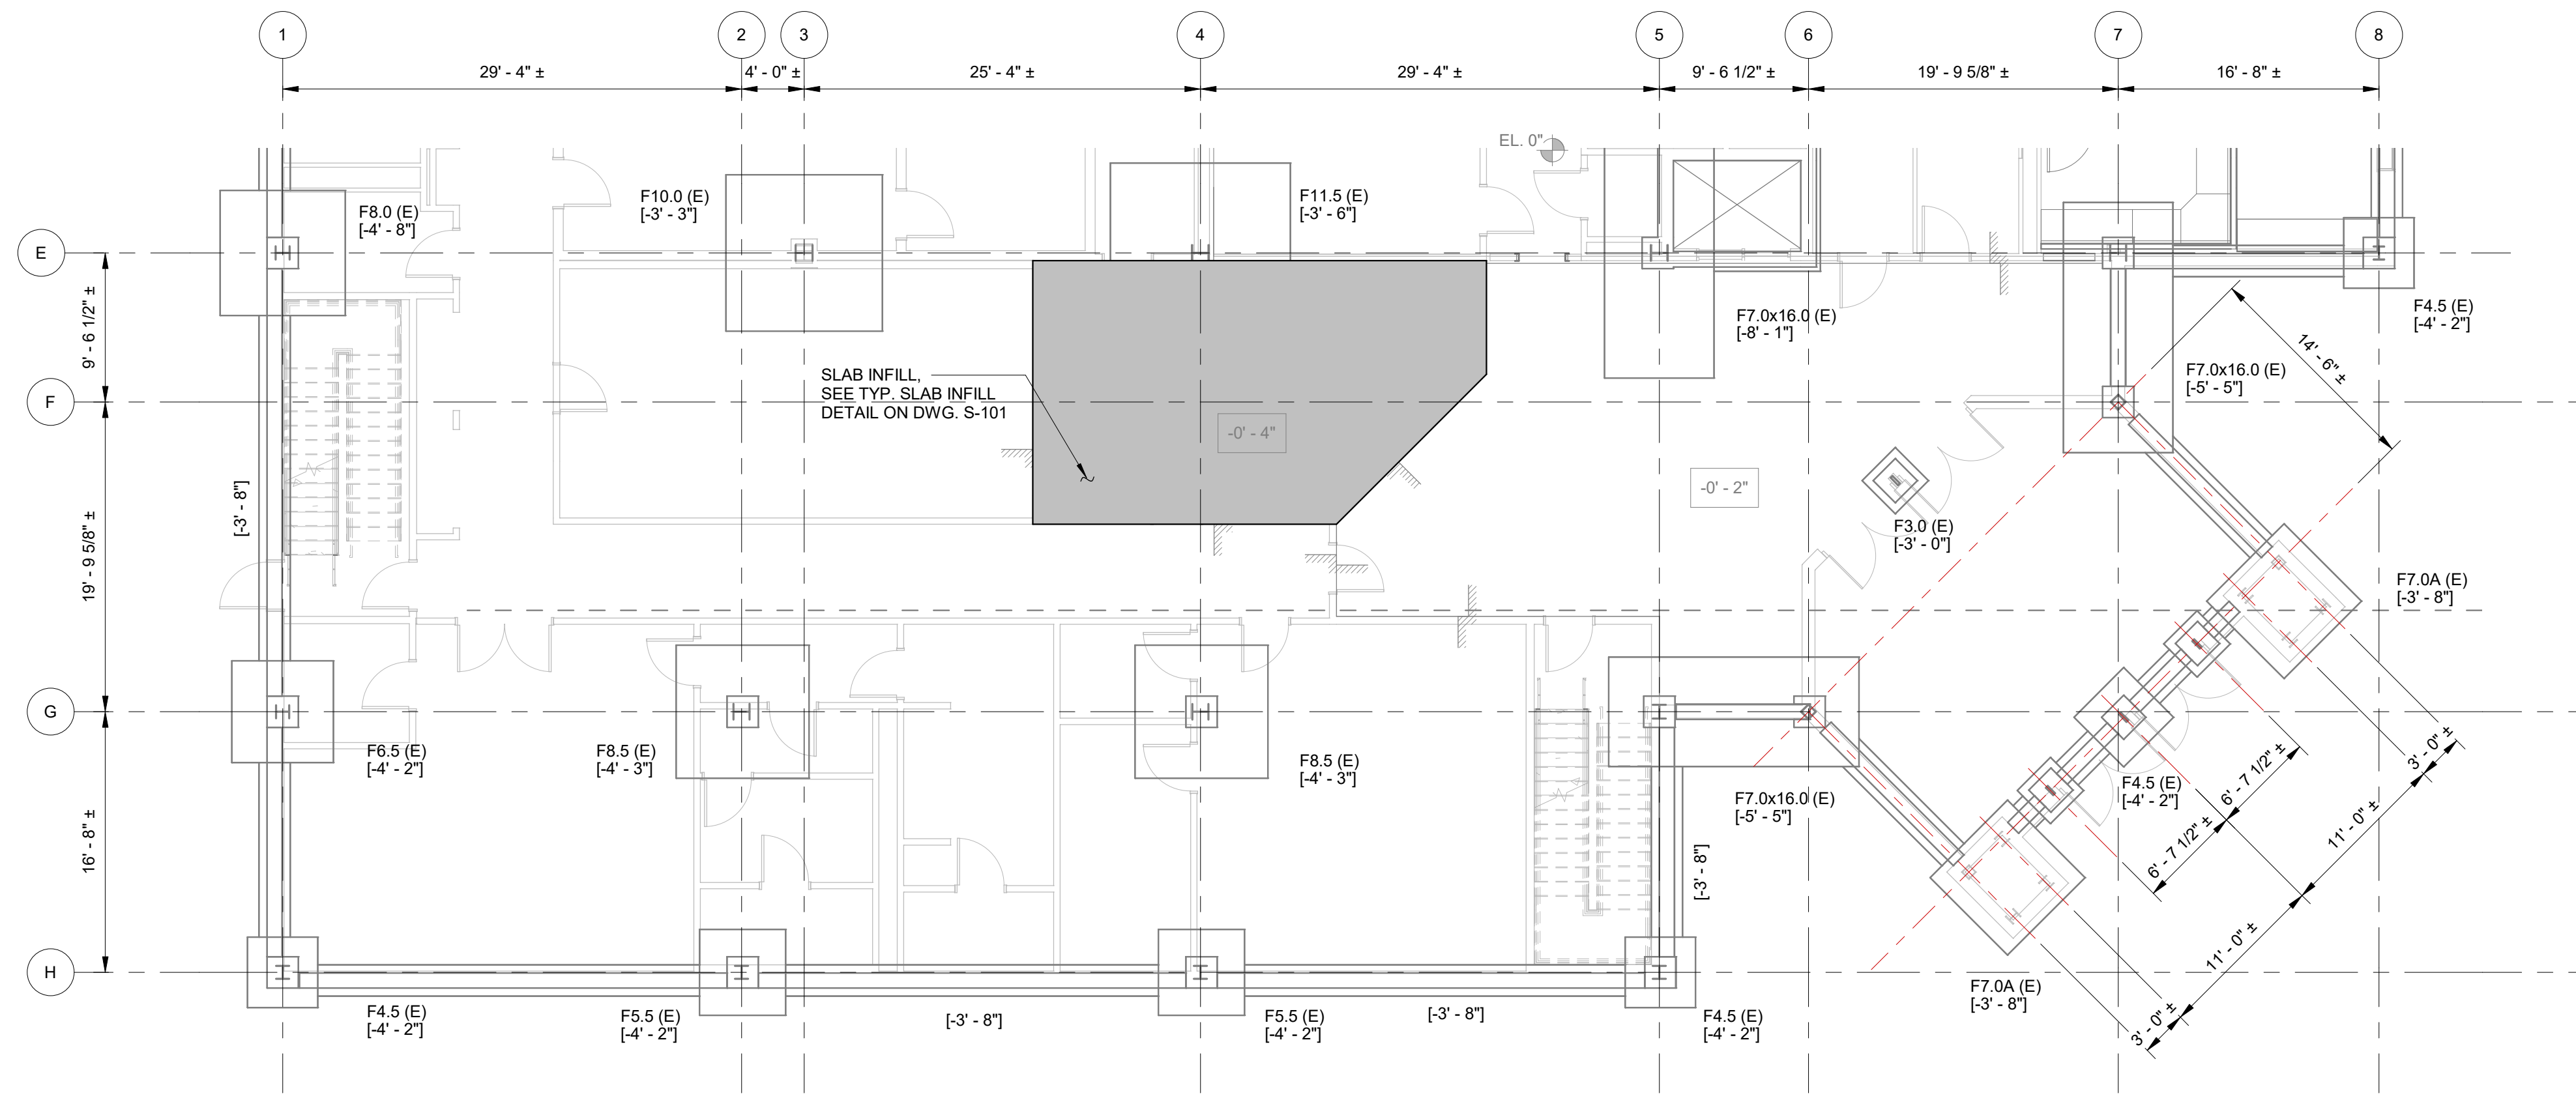 1 2 3 4 5 6 7 8
29' - 4" ± 4' - 0" ± 25' - 4" ± 29' - 4" ± 9' - 6 1/2" ± 19' - 9 5/8" ± 16' - 8" ±
EL. 0"
F8.0 (E)
[-4' - 8"]
F10.0 (E)
[-3' - 3"]
F11.5 (E)
[-3' - 6"]
E
F7.0x16.0 (E)
[-8' - 1"]
F4.5 (E)
[-4' - 2"]
9' - 6 1/2" ±
14' - 6" ±
F7.0x16.0 (E)
[-5' - 5"]
SLAB INFILL,
SEE TYP. SLAB INFILL
DETAIL ON DWG. S-101
F
-0' - 4"
-0' - 2"
[-3' - 8"]
F3.0 (E)
[-3' - 0"]
19' - 9 5/8" ±
F7.0A (E)
[-3' - 8"]
G
F6.5 (E)
[-4' - 2"]
F8.5 (E)
[-4' - 3"]
F8.5 (E)
[-4' - 3"]
F7.0x16.0 (E)
[-5' - 5"]
F4.5 (E)
[-4' - 2"]
6' - 7 1/2" ±
3' - 0" ±
6' - 7 1/2" ±
11' - 0" ±
16' - 8" ±
[-3' - 8"]
11' - 0" ±
H
F7.0A (E)
[-3' - 8"]
3' - 0" ±
F4.5 (E)
[-4' - 2"]
F5.5 (E)
[-4' - 2"]
[-3' - 8"]
F5.5 (E)
[-4' - 2"]
[-3' - 8"]
F4.5 (E)
[-4' - 2"]